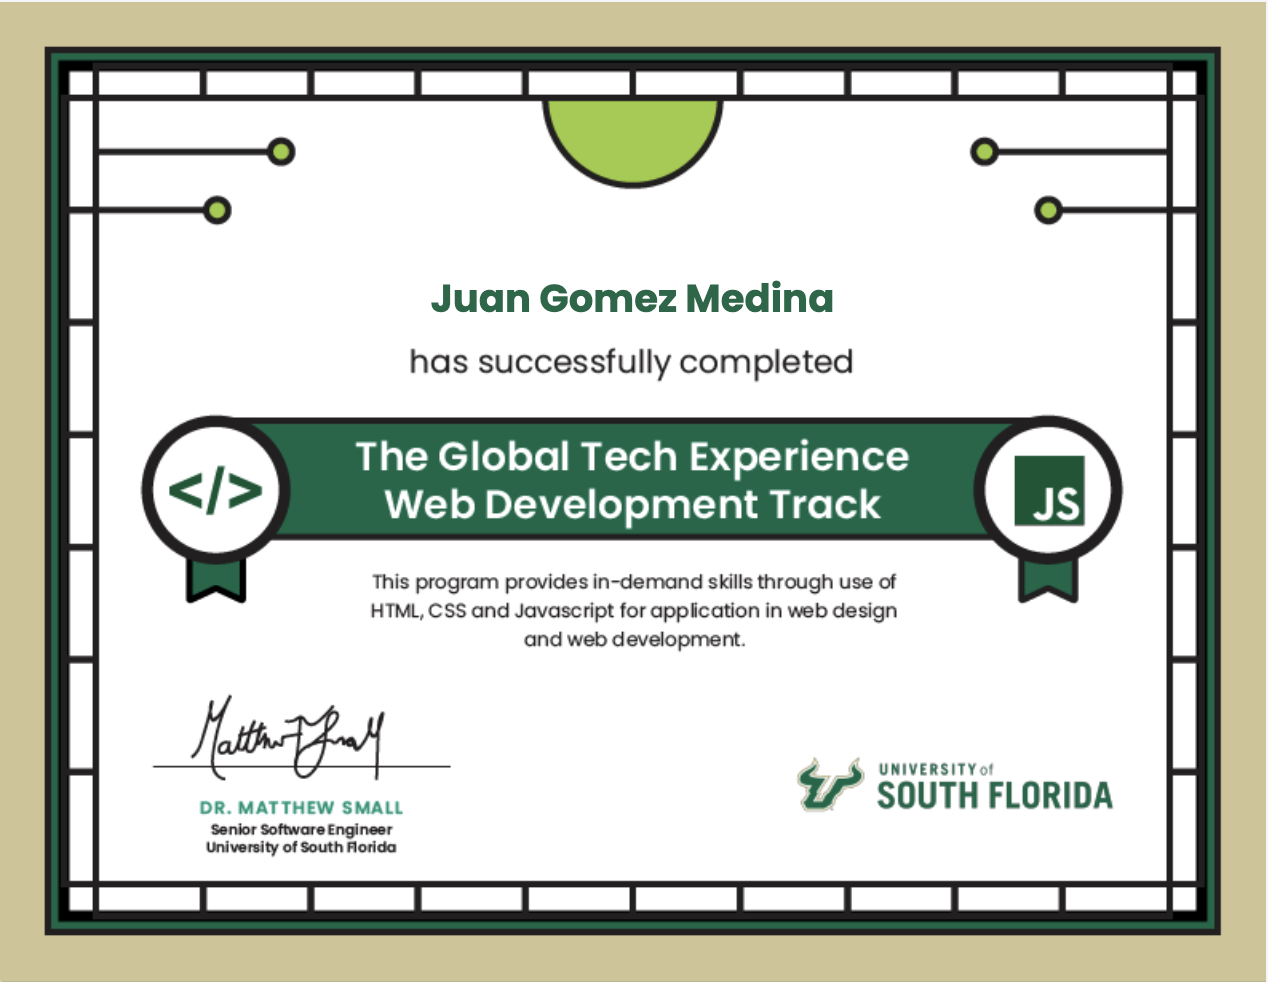 Juan Gomez Medina
has successfully completed
The Global Tech Experience
Web Development Track
</>
JS
This program provides in-demand skills through use of
HTML, CSS and Javascript for application in web design
and web development.
Matthew Small
DR. MATTHEW SMALL
Senior Software Engineer
University of South Florida
UNIVERSITY of
SOUTH FLORIDA